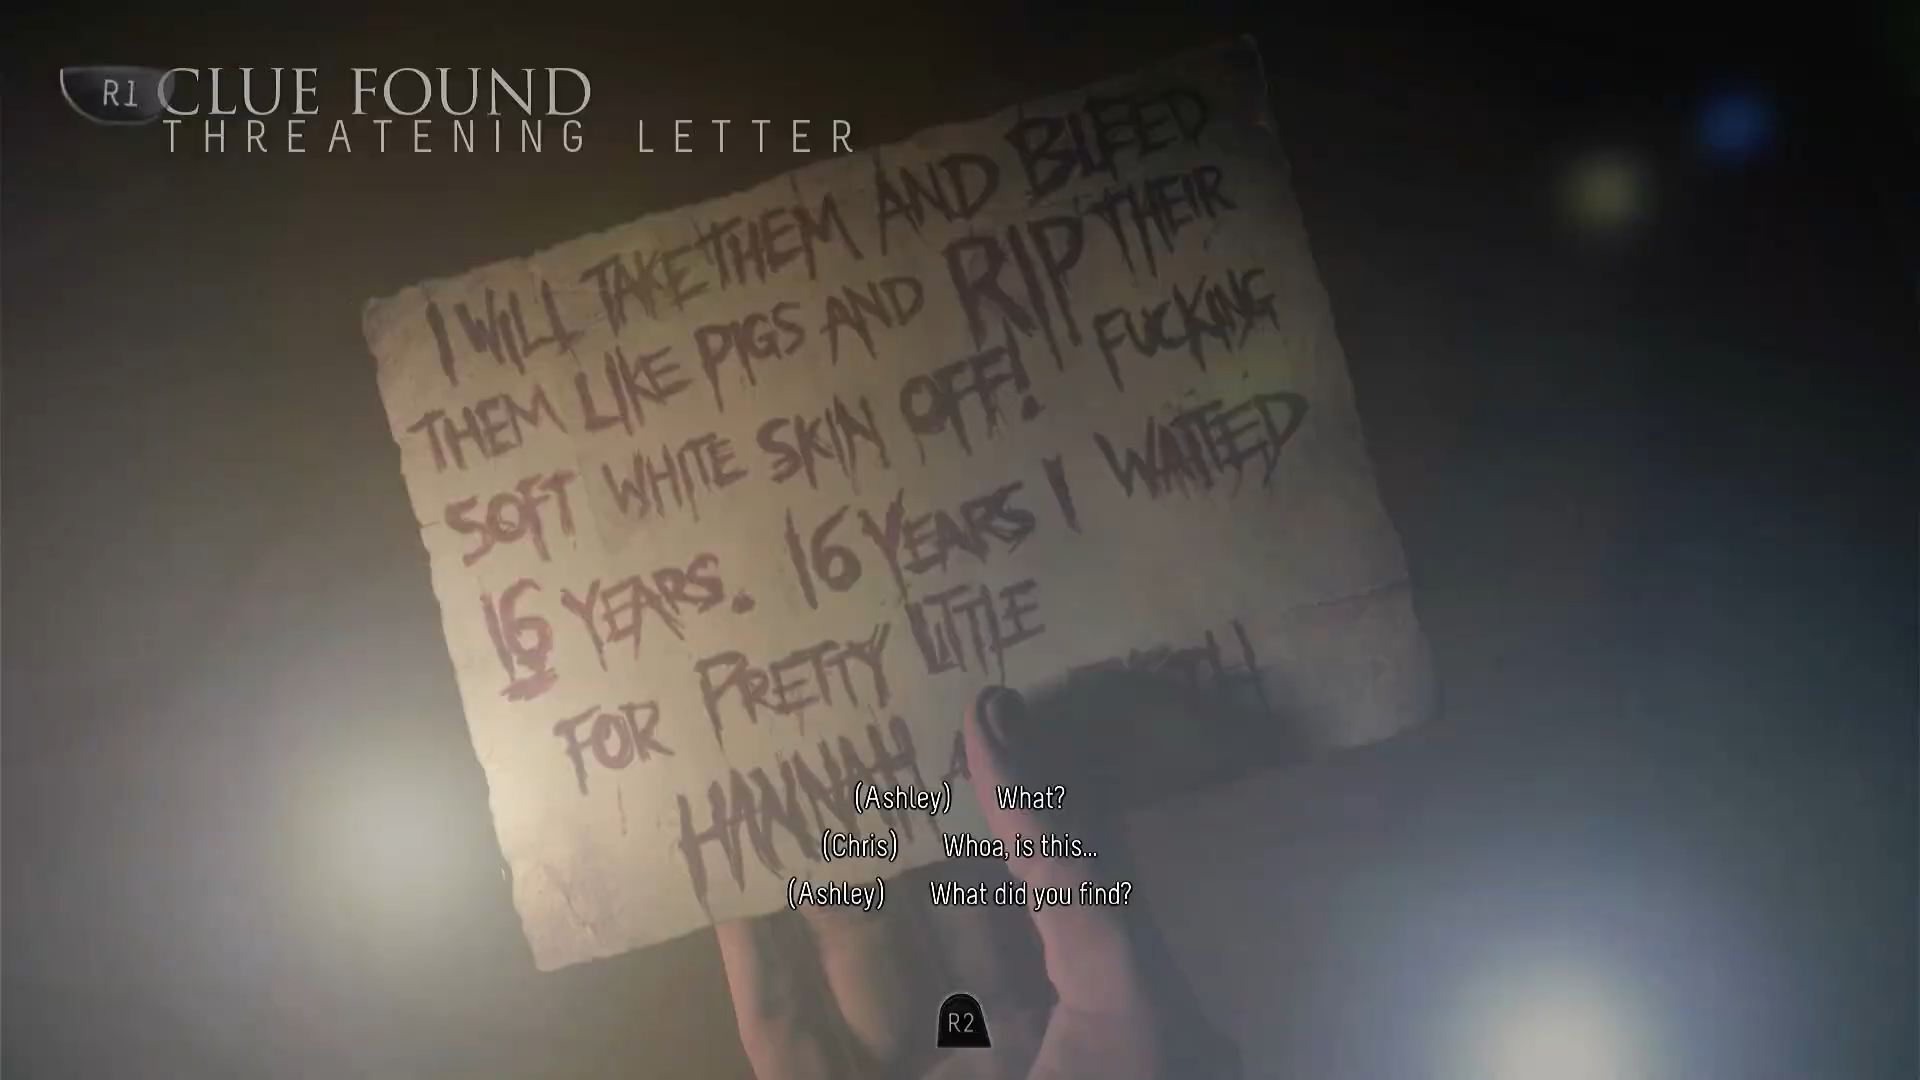 R1 CLUE FOUND
THREATENING LETTER
I WILL TAKE THEM AND BLEED
THEM LIKE PIGS AND RIP THEIR
SOFT WHITE SKIN OFF! FUCKING
16 YEARS. 16 YEARS I WAITED
FOR PRETTY LITTLE
HANNAH
(Ashley) What?
(Chris) Whoa, is this...
(Ashley) What did you find?
R2